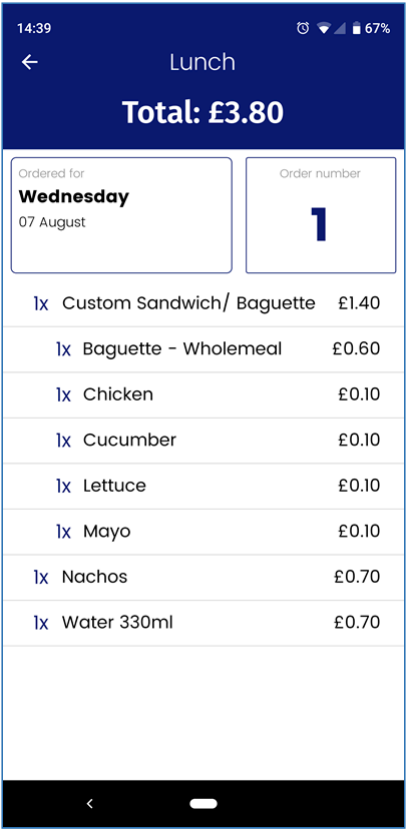 14:39 67%
Lunch
Total: £3.80
Ordered for
Wednesday
07 August
Order number
1
1x Custom Sandwich/ Baguette £1.40
1x Baguette - Wholemeal £0.60
1x Chicken £0.10
1x Cucumber £0.10
1x Lettuce £0.10
1x Mayo £0.10
1x Nachos £0.70
1x Water 330ml £0.70